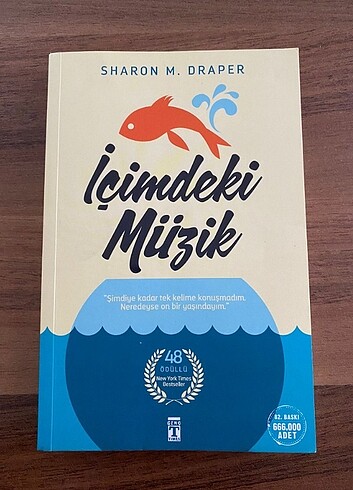 SHARON M. DRAPER
İçimdeki
Müzik
"Şimdiye kadar tek kelime konuşmadım.
Neredeyse on bir yaşındayım."
48
ÖDÜLLÜ
New York Times
Bestseller
GENÇ
TİMAŞ
62. BASKI
666.000
ADET